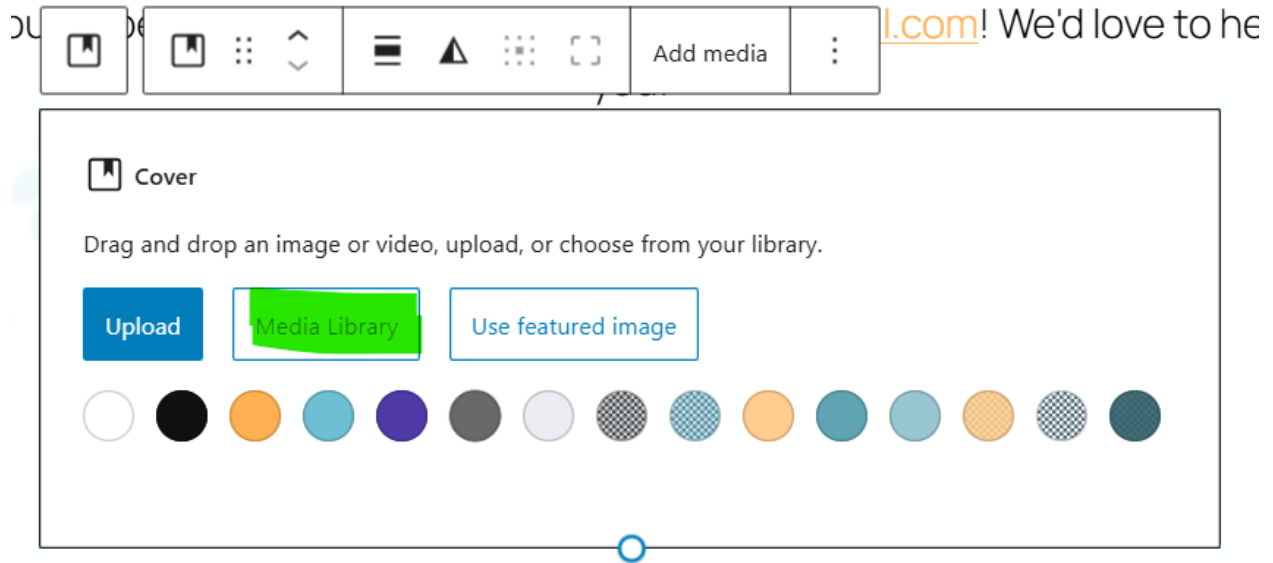 l.com! We'd love to he
Add media
Cover
Drag and drop an image or video, upload, or choose from your library.
Upload
Media Library
Use featured image